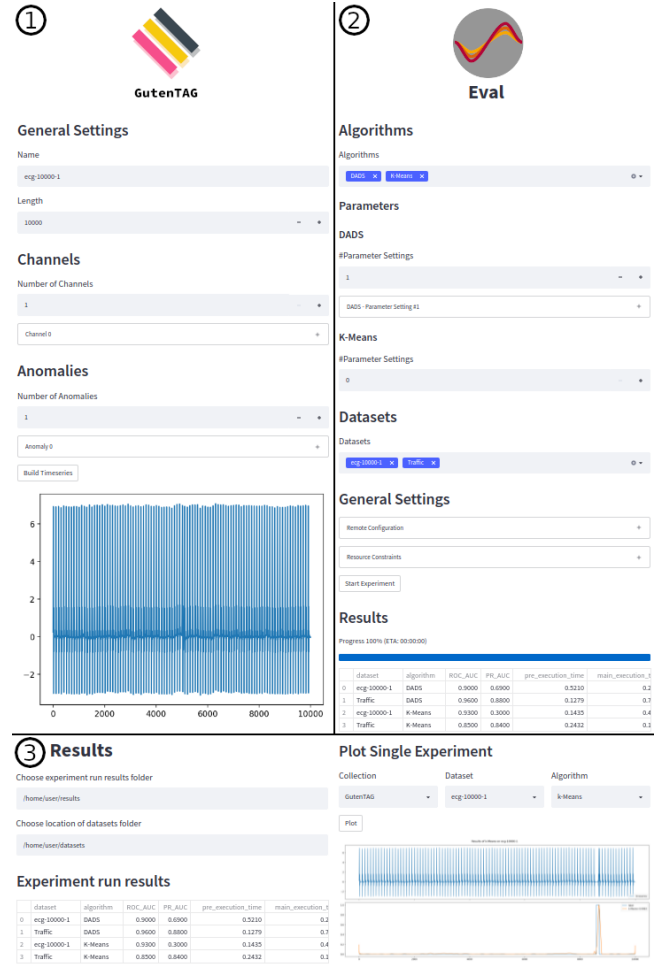 1
GutenTAG
General Settings
Name
ecg-10000-1
Length
10000
Channels
Number of Channels
1
Channel 0
Anomalies
Number of Anomalies
1
Anomaly 0
Build Timeseries
6
4
2
0
−2
0 2000 4000 6000 8000 10000
2
Eval
Algorithms
Algorithms
DADS × K-Means ×
Parameters
DADS
#Parameter Settings
1
DADS - Parameter Setting #1
K-Means
#Parameter Settings
0
Datasets
Datasets
ecg-10000-1 × Traffic ×
General Settings
Remote Configuration
Resource Constraints
Start Experiment
Results
Progress 100% (ETA: 00:00:00)
dataset algorithm ROC_AUC PR_AUC pre_execution_time main_execution_t
0 ecg-10000-1 DADS 0.9000 0.6900 0.5210 0.2
1 Traffic DADS 0.9600 0.8800 0.1279 0.7
2 ecg-10000-1 K-Means 0.9300 0.3000 0.1435 0.4
3 Traffic K-Means 0.8500 0.8400 0.2432 0.1
3 Results
Choose experiment run results folder
/home/user/results
Choose location of datasets folder
/home/user/datasets
Experiment run results
dataset algorithm ROC_AUC PR_AUC pre_execution_time main_execution_t
0 ecg-10000-1 DADS 0.9000 0.6900 0.5210 0.2
1 Traffic DADS 0.9600 0.8800 0.1279 0.7
2 ecg-10000-1 K-Means 0.9300 0.3000 0.1435 0.4
3 Traffic K-Means 0.8500 0.8400 0.2432 0.1
Plot Single Experiment
Collection Dataset Algorithm
GutenTAG ecg-10000-1 k-Means
Plot